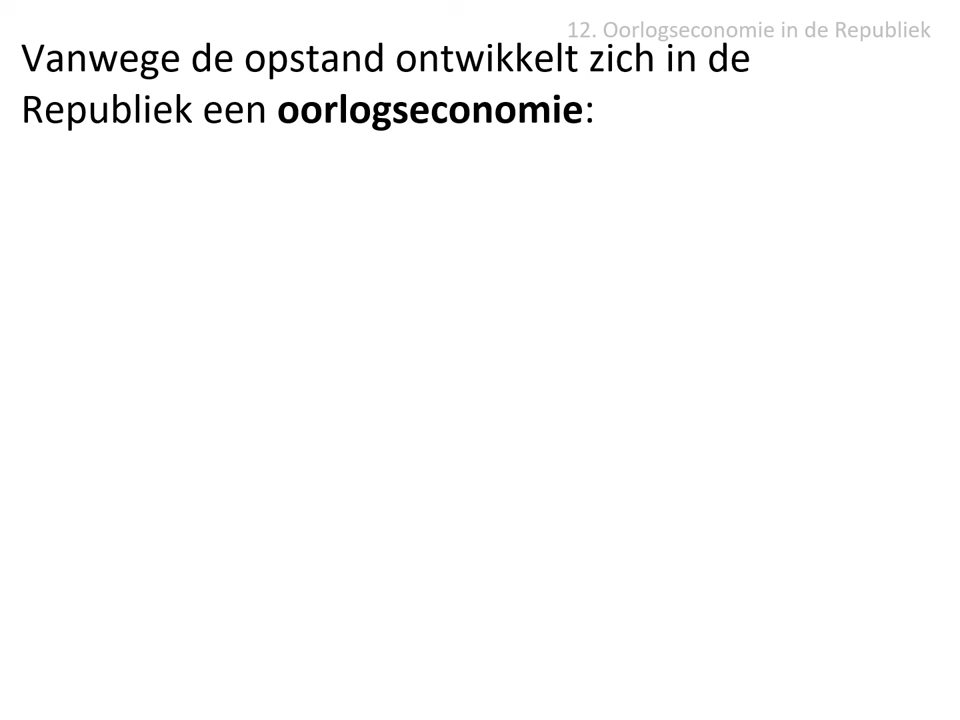 12. Oorlogseconomie in de Republiek
Vanwege de opstand ontwikkelt zich in de
Republiek een oorlogseconomie: